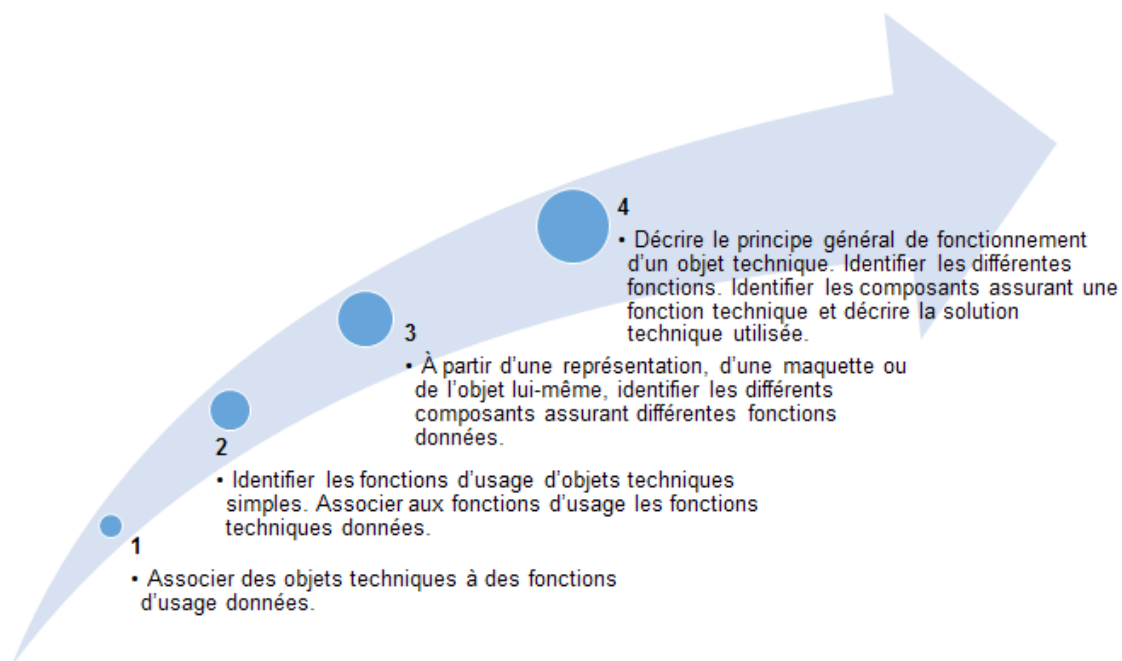 4
• Décrire le principe général de fonctionnement
d'un objet technique. Identifier les différentes
fonctions. Identifier les composants assurant une
fonction technique et décrire la solution
technique utilisée.
3
• À partir d'une représentation, d'une maquette ou
de l'objet lui-même, identifier les différents
composants assurant différentes fonctions
données.
2
• Identifier les fonctions d'usage d'objets techniques
simples. Associer aux fonctions d'usage les fonctions
techniques données.
1
• Associer des objets techniques à des fonctions
d'usage données.